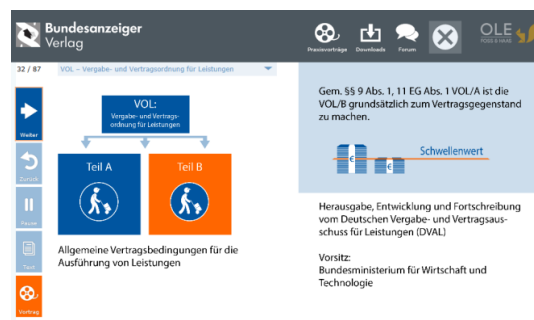 Bundesanzeiger
Verlag
Praxisvorträge
Downloads
Forum
OLE
32 / 87
VOL – Vergabe- und Vertragsordnung für Leistungen
Weiter
Zurück
Pause
Text
Vortrag
VOL:
Vergabe- und Vertrags-
ordnung für Leistungen
Teil A
Teil B
Allgemeine Vertragsbedingungen für die
Ausführung von Leistungen
Gem. §§ 9 Abs. 1, 11 EG Abs. 1 VOL/A ist die
VOL/B grundsätzlich zum Vertragsgegenstand
zu machen.
€
€
Schwellenwert
Herausgabe, Entwicklung und Fortschreibung
vom Deutschen Vergabe- und Vertragsaus-
schuss für Leistungen (DVAL)
Vorsitz:
Bundesministerium für Wirtschaft und
Technologie